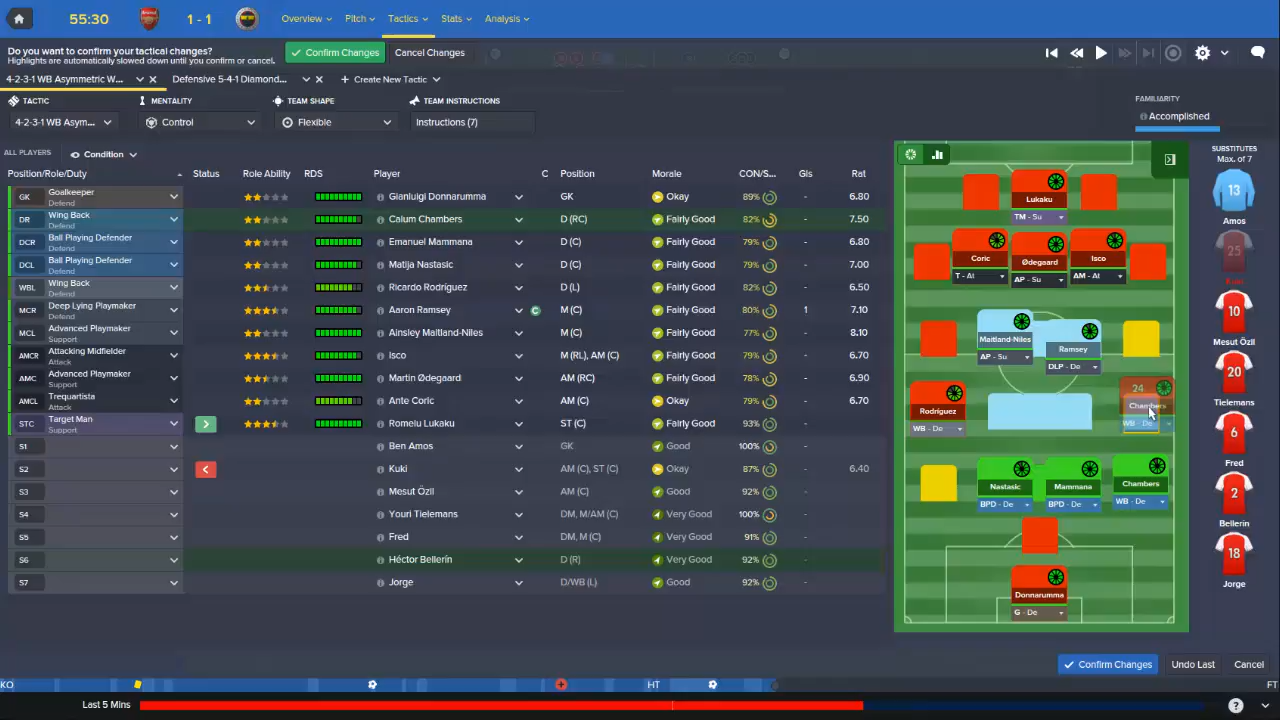 55:30
1 - 1
Overview
Pitch
Tactics
Stats
Analysis
Do you want to confirm your tactical changes?
Highlights are automatically slowed down until you confirm or cancel.
Confirm Changes
Cancel Changes
4-2-3-1 WB Asymmetric W...
Defensive 5-4-1 Diamond...
+ Create New Tactic
TACTIC
MENTALITY
TEAM SHAPE
TEAM INSTRUCTIONS
FAMILIARITY
4-2-3-1 WB Asym...
Control
Flexible
Instructions (7)
Accomplished
ALL PLAYERS
Condition
SUBSTITUTES
Max. of 7
Position/Role/Duty
Status
Role Ability
RDS
Player
C
Position
Morale
CON/S...
Gls
Rat
GK Goalkeeper Defend Gianluigi Donnarumma GK Okay 89% - 6.80
DR Wing Back Defend Calum Chambers D (RC) Fairly Good 82% - 7.50
DCR Ball Playing Defender Defend Emanuel Mammana D (C) Fairly Good 79% - 6.80
DCL Ball Playing Defender Defend Matija Nastasic D (C) Fairly Good 79% - 7.00
WBL Wing Back Defend Ricardo Rodríguez D (L) Fairly Good 82% - 6.50
MCR Deep Lying Playmaker Defend Aaron Ramsey C M (C) Fairly Good 80% 1 7.10
MCL Advanced Playmaker Support Ainsley Maitland-Niles M (C) Fairly Good 77% - 8.10
AMCR Attacking Midfielder Attack Isco M (RL), AM (C) Fairly Good 79% - 6.70
AMC Advanced Playmaker Support Martin Ødegaard AM (RC) Fairly Good 78% - 6.90
AMCL Trequartista Attack Ante Coric AM (C) Okay 79% - 6.70
STC Target Man Support Romelu Lukaku ST (C) Fairly Good 93% -
S1 Ben Amos GK Good 100% -
S2 Kuki AM (C), ST (C) Okay 87% - 6.40
S3 Mesut Özil AM (C) Good 92% -
S4 Youri Tielemans DM, M/AM (C) Very Good 100% -
S5 Fred DM, M (C) Very Good 91% -
S6 Héctor Bellerín D (R) Very Good 92% -
S7 Jorge D/WB (L) Good 92% -
Lukaku
TM - Su
Coric
T - At
Ødegaard
AP - Su
Isco
AM - At
Maitland-Niles
AP - Su
Ramsey
DLP - De
Rodríguez
WB - De
24
Chambers
WB - De
Nastasic
BPD - De
Mammana
BPD - De
Chambers
WB - De
Donnarumma
G - De
13
Amos
25
Kuki
10
Mesut Özil
20
Tielemans
6
Fred
2
Bellerín
18
Jorge
Confirm Changes
Undo Last
Cancel
KO
HT
FT
Last 5 Mins